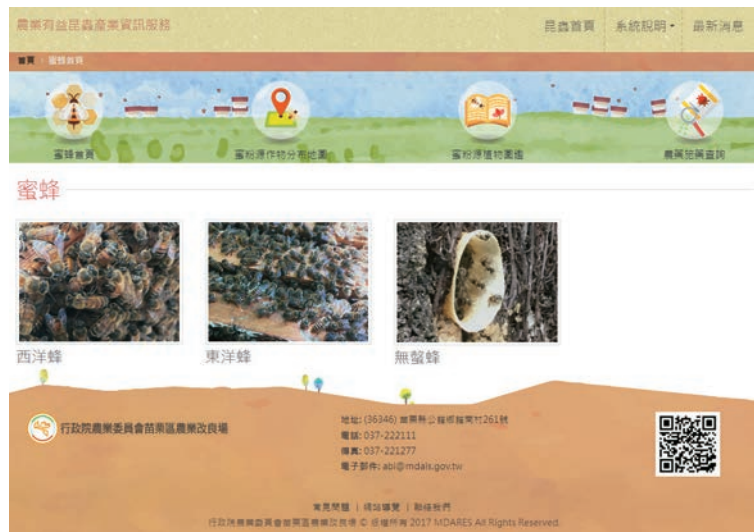 農業有益昆蟲產業資訊服務
昆蟲首頁 系統說明 最新消息
首頁 › 蜜蜂首頁
蜜蜂首頁 蜜粉源作物分布地圖 蜜粉源植物圖鑑 農藥施藥查詢
蜜蜂
西洋蜂 東洋蜂 無螫蜂
行政院農業委員會苗栗區農業改良場
地址: (36346) 苗栗縣公館鄉館南村261號
電話: 037-222111
傳真: 037-221277
電子郵件: abi@mdais.gov.tw
常見問題 | 網站導覽 | 聯絡我們
行政院農業委員會苗栗區農業改良場 © 版權所有 2017 MDARES All Rights Reserved.